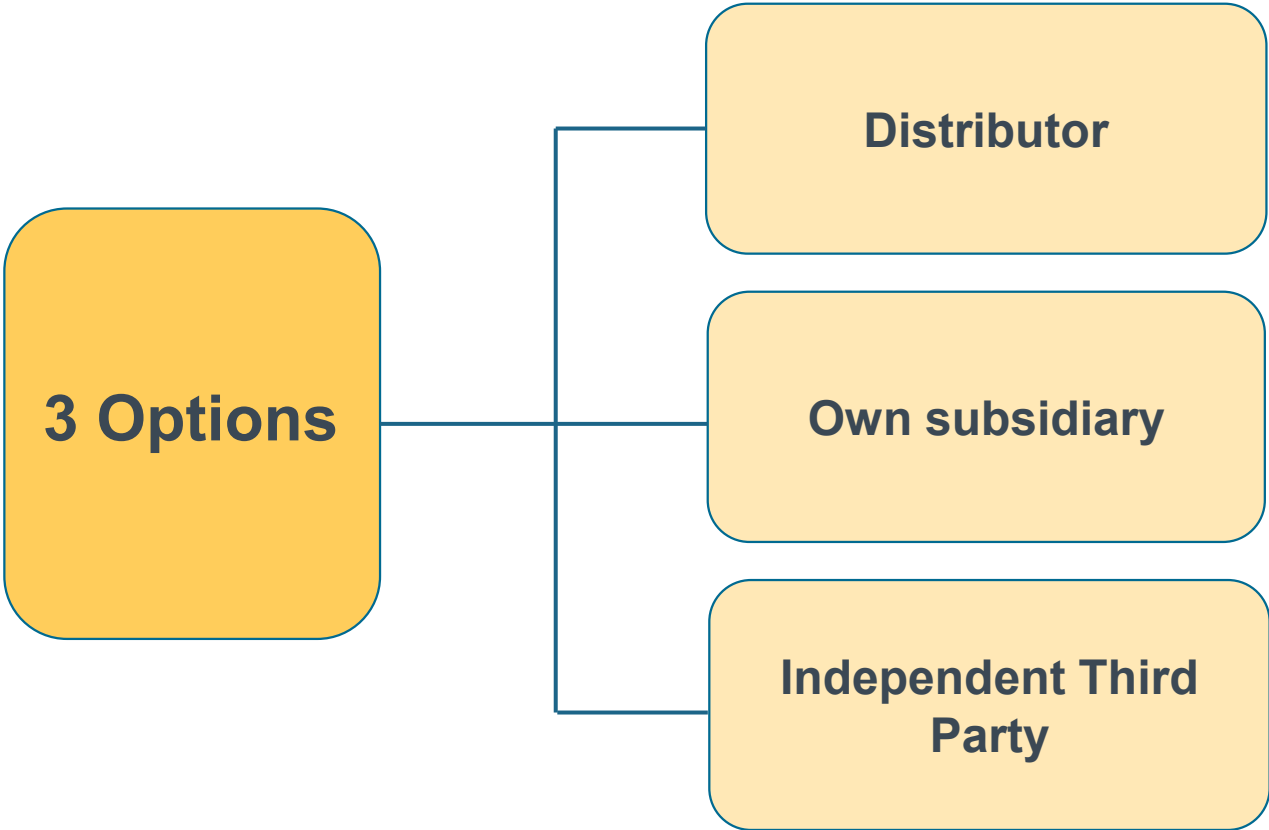 3 Options
Distributor
Own subsidiary
Independent Third
Party